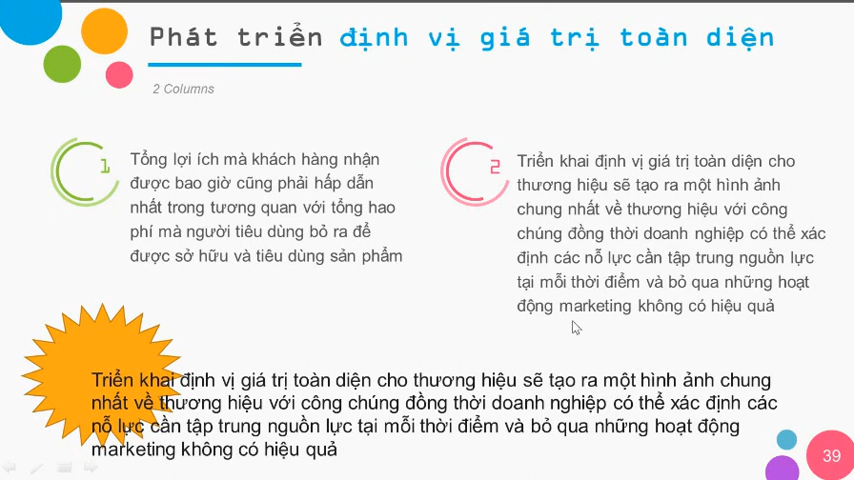 Phát triển định vị giá trị toàn diện
2 Columns
1
Tổng lợi ích mà khách hàng nhận
được bao giờ cũng phải hấp dẫn
nhất trong tương quan với tổng hao
phí mà người tiêu dùng bỏ ra để
được sở hữu và tiêu dùng sản phẩm
2
Triển khai định vị giá trị toàn diện cho
thương hiệu sẽ tạo ra một hình ảnh
chung nhất về thương hiệu với công
chúng đồng thời doanh nghiệp có thể xác
định các nỗ lực cần tập trung nguồn lực
tại mỗi thời điểm và bỏ qua những hoạt
động marketing không có hiệu quả
Triển khai định vị giá trị toàn diện cho thương hiệu sẽ tạo ra một hình ảnh chung
nhất về thương hiệu với công chúng đồng thời doanh nghiệp có thể xác định các
nỗ lực cần tập trung nguồn lực tại mỗi thời điểm và bỏ qua những hoạt động
marketing không có hiệu quả
39